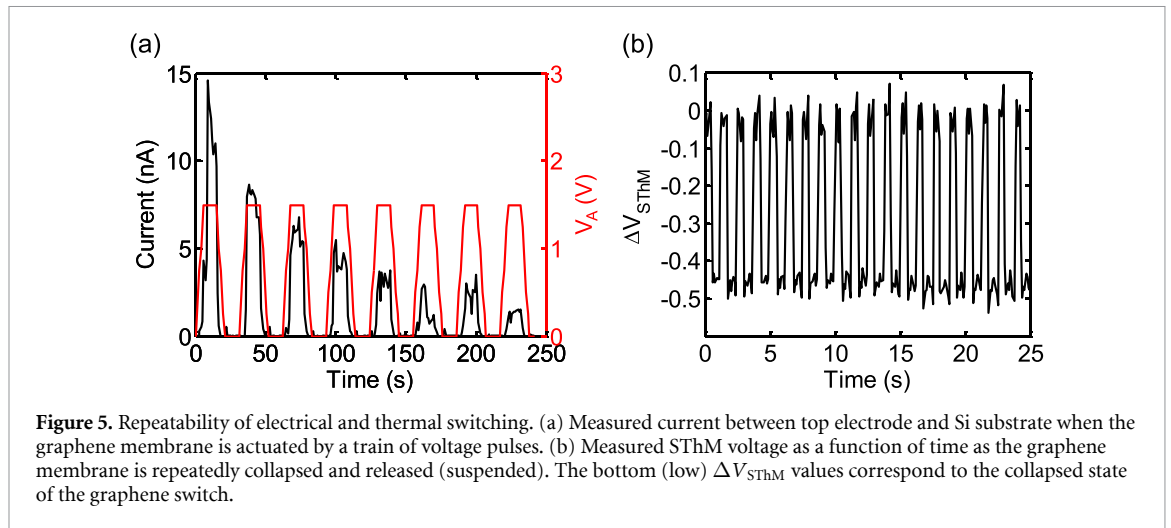 (a)
(b)
15
10
5
0
Current (nA)
3
2
1
0
V_A (V)
0 50 100 150 200 250
Time (s)
0.1
0
-0.1
-0.2
-0.3
-0.4
-0.5
ΔV_SThM
0 5 10 15 20 25
Time (s)
Figure 5. Repeatability of electrical and thermal switching. (a) Measured current between top electrode and Si substrate when the
graphene membrane is actuated by a train of voltage pulses. (b) Measured SThM voltage as a function of time as the graphene
membrane is repeatedly collapsed and released (suspended). The bottom (low) ΔV_SThM values correspond to the collapsed state
of the graphene switch.